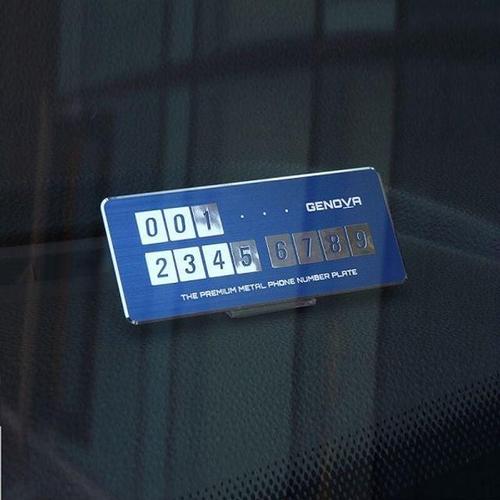 001 · · · GENOVA
2345 6789
THE PREMIUM METAL PHONE NUMBER PLATE